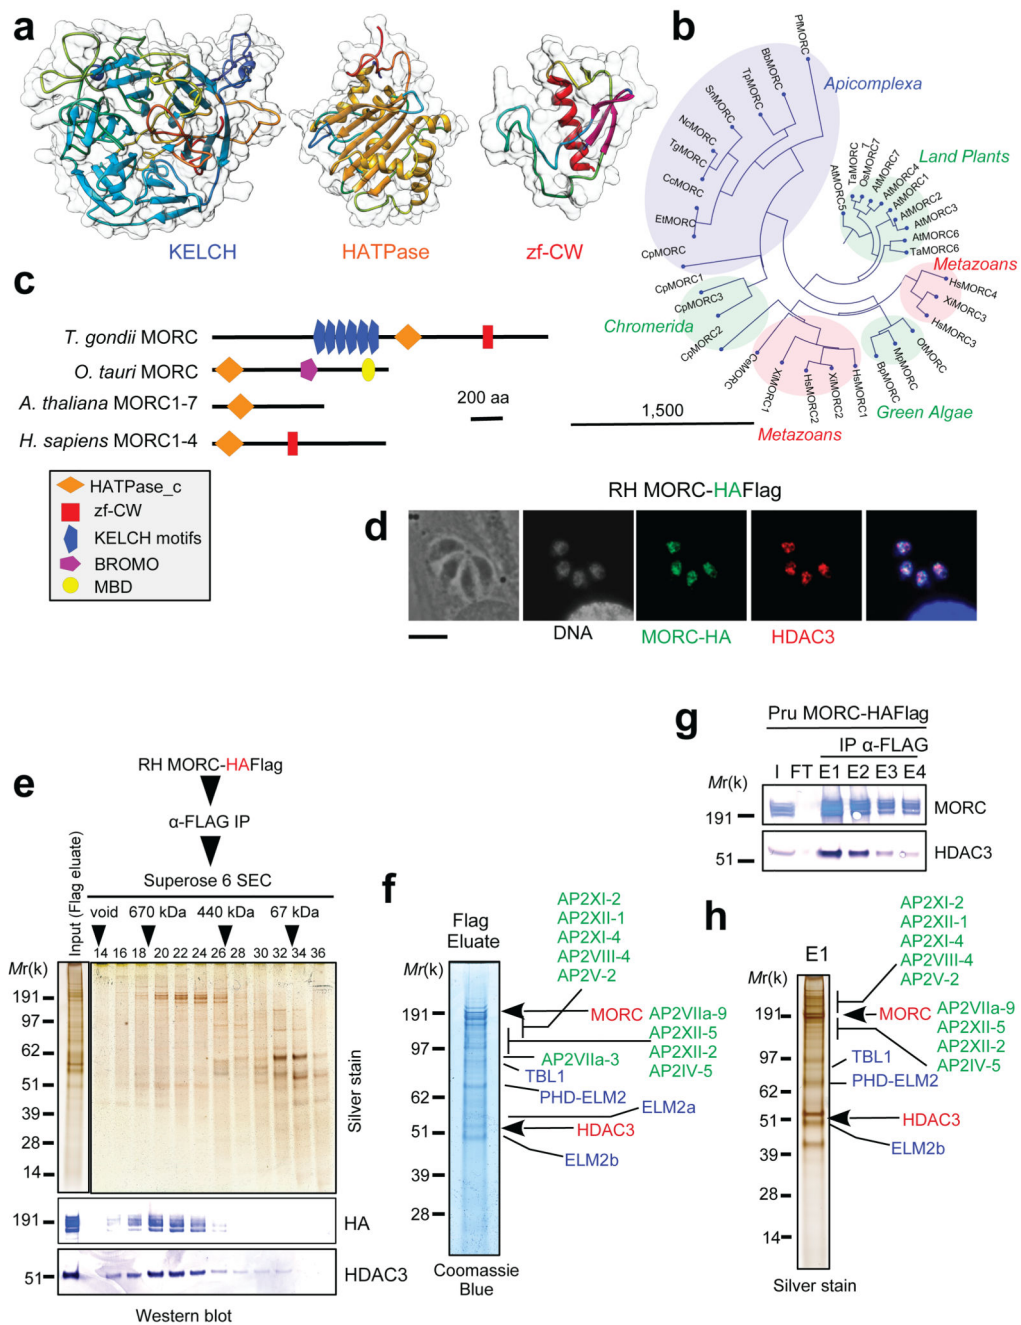 a
KELCH
HATPase
zf-CW
b
PfMORC
BbMORC
TpMORC
SnMORC
NcMORC
TgMORC
CcMORC
EtMORC
CpMORC
Apicomplexa
Land Plants
AtMORC5
TaMORC
7
OsMORC7
AtMORC7
AtMORC4
AtMORC1
AtMORC2
AtMORC3
AtMORC6
TaMORC6
Metazoans
HsMORC4
XiMORC3
HsMORC3
CpMORC1
CpMORC3
CpMORC2
Chromerida
CeMORC
XiMORC1
HsMORC2
XiMORC2
HsMORC1
Metazoans
BpMORC
MpMORC
OtMORC
Green Algae
1,500
c
T. gondii MORC
O. tauri MORC
A. thaliana MORC1-7
H. sapiens MORC1-4
200 aa
HATPase_c
zf-CW
KELCH motifs
BROMO
MBD
d
RH MORC-HAFlag
DNA
MORC-HA
HDAC3
e
RH MORC-HAFlag
α-FLAG IP
Superose 6 SEC
Input (Flag eluate)
void 670 kDa 440 kDa 67 kDa
14 16 18 20 22 24 26 28 30 32 34 36
Mr(k)
191
97
62
51
39
28
14
Silver stain
191
HA
51
HDAC3
Western blot
f
Flag
Eluate
Mr(k)
191
97
62
51
39
28
AP2XI-2
AP2XII-1
AP2XI-4
AP2VIII-4
AP2V-2
MORC
AP2VIIa-9
AP2XII-5
AP2XII-2
AP2IV-5
AP2VIIa-3
TBL1
PHD-ELM2
ELM2a
HDAC3
ELM2b
Coomassie
Blue
g
Pru MORC-HAFlag
IP α-FLAG
Mr(k)
I FT E1 E2 E3 E4
191
MORC
51
HDAC3
h
E1
Mr(k)
191
97
62
51
39
28
14
AP2XI-2
AP2XII-1
AP2XI-4
AP2VIII-4
AP2V-2
MORC
AP2VIIa-9
AP2XII-5
AP2XII-2
AP2IV-5
TBL1
PHD-ELM2
HDAC3
ELM2b
Silver stain